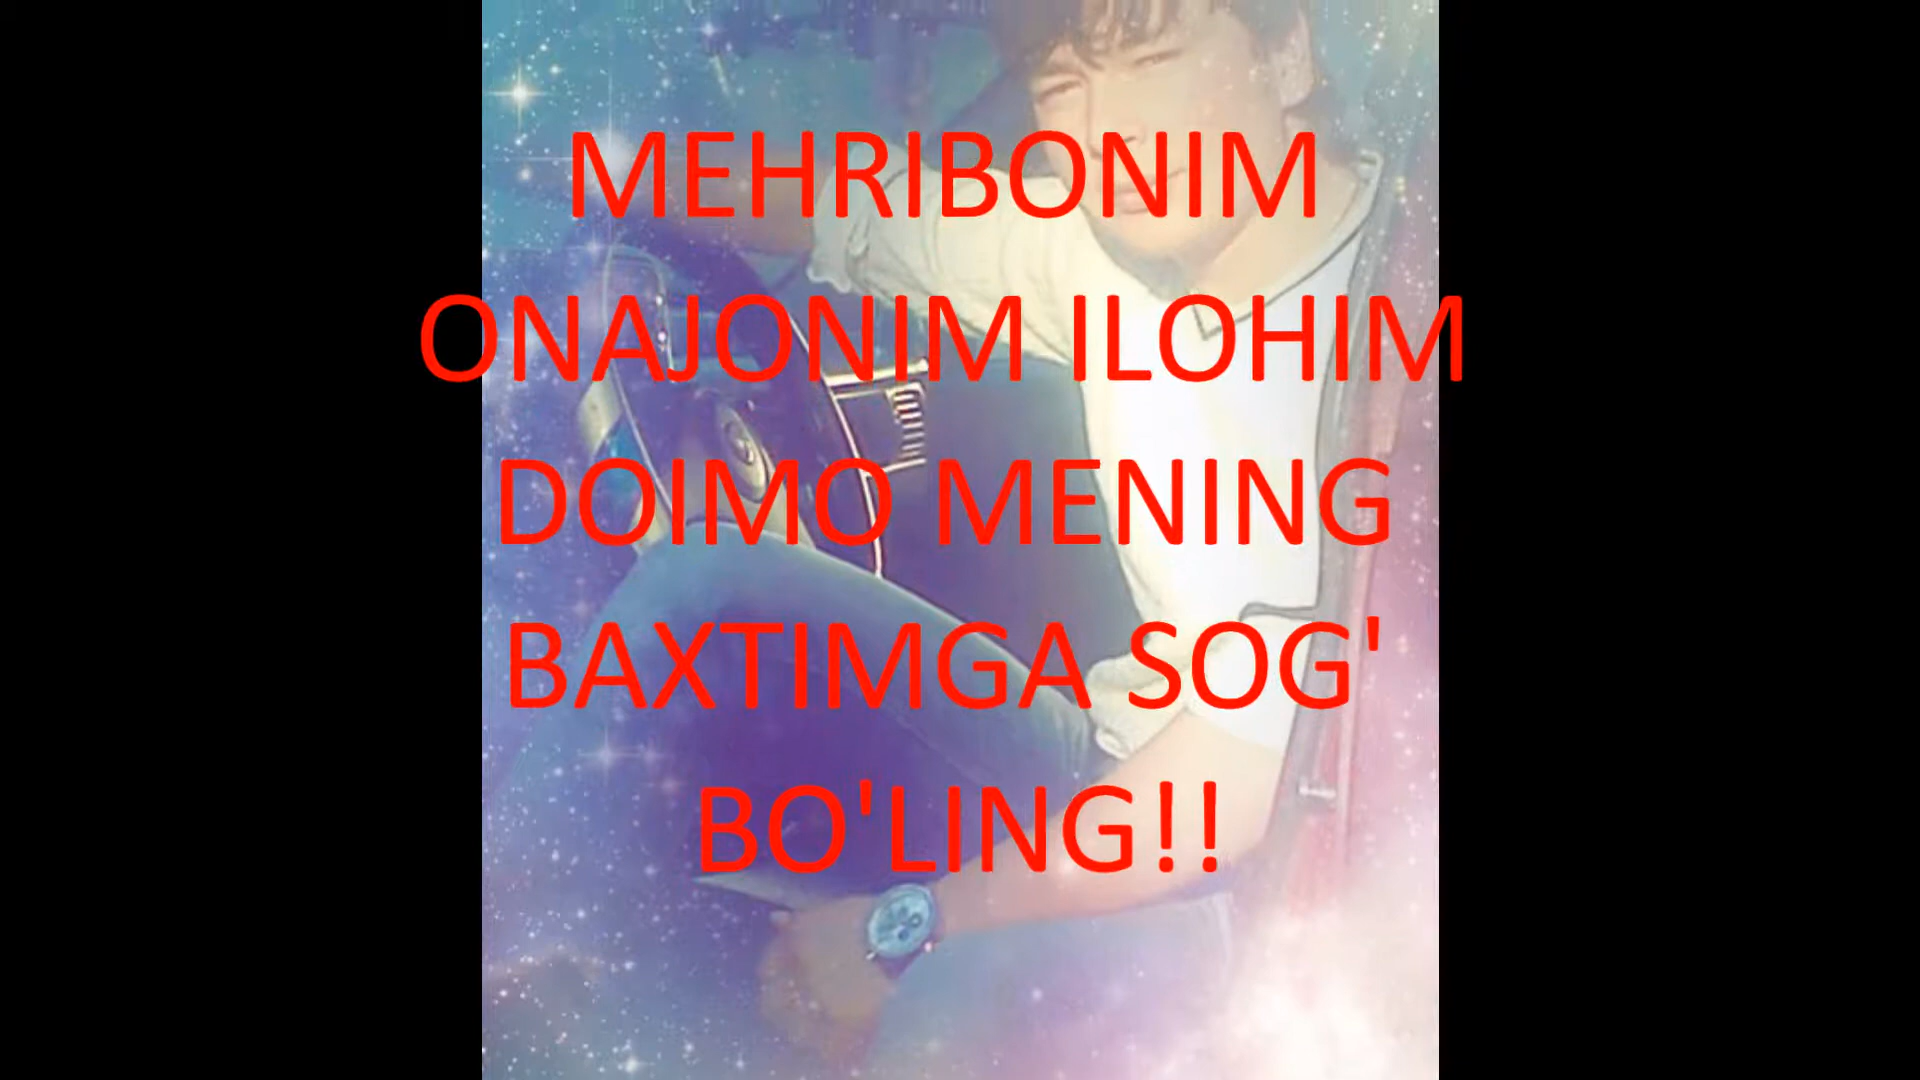 MEHRIBONIM
ONAJONIM ILOHIM
DOIMO MENING
BAXTIMGA SOG'
BO'LING!!